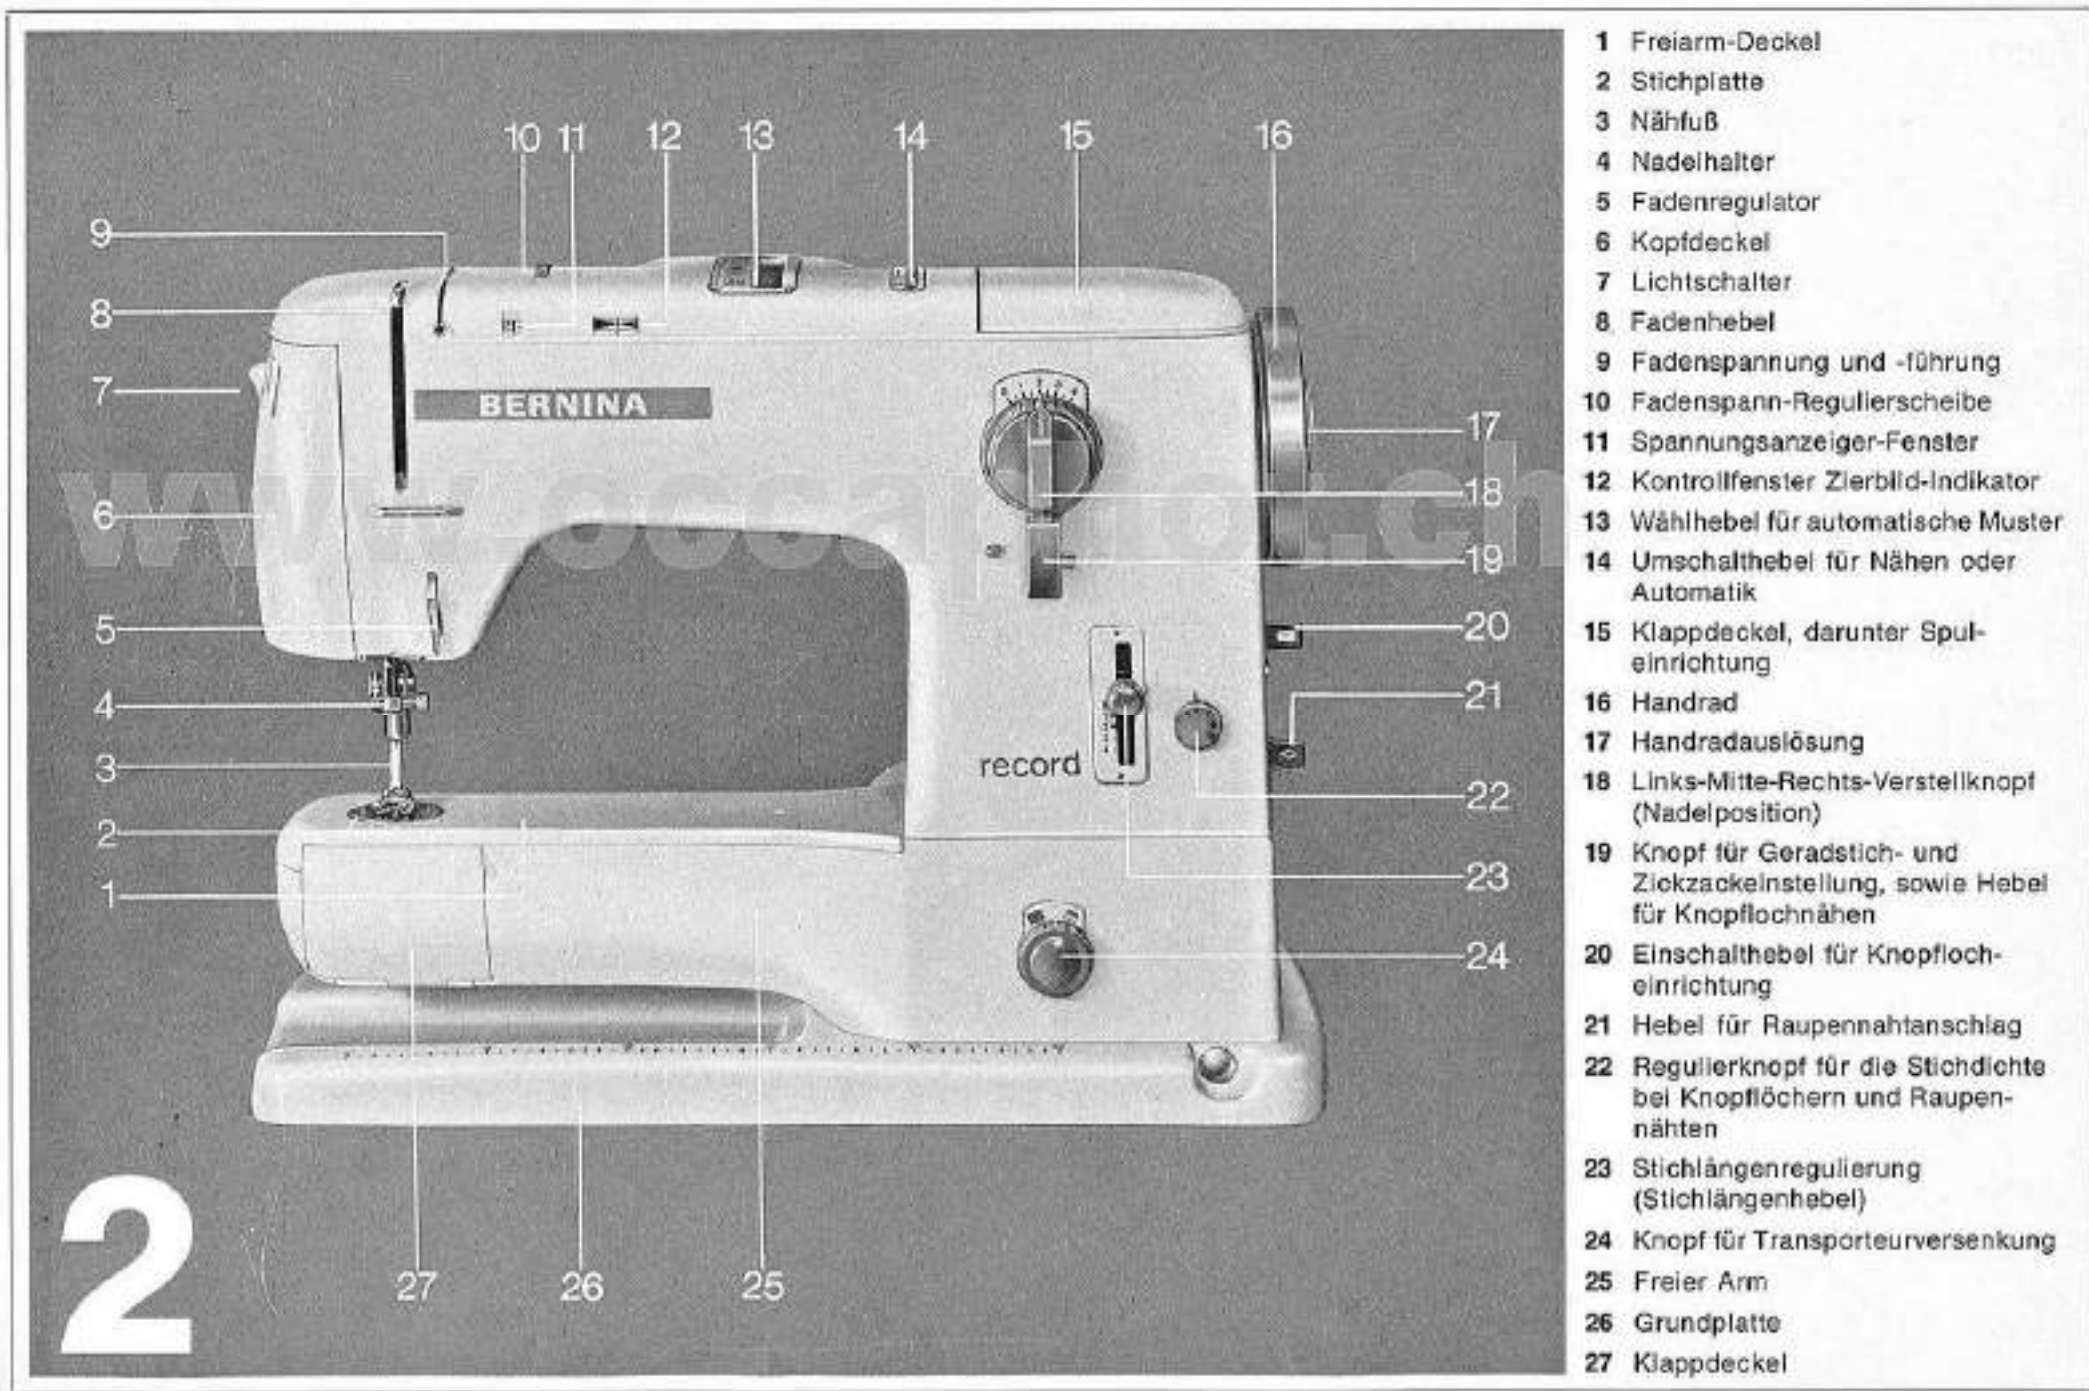 10 11 12 13 14 15 16
9
8
7
BERNINA
17
18
6
19
5
20
4
21
record
3
22
2
23
1
24
27 26 25
2
1 Freiarm-Deckel
2 Stichplatte
3 Nähfuß
4 Nadelhalter
5 Fadenregulator
6 Kopfdeckel
7 Lichtschalter
8 Fadenhebel
9 Fadenspannung und -führung
10 Fadenspann-Regulierscheibe
11 Spannungsanzeiger-Fenster
12 Kontrollfenster Zierbild-Indikator
13 Wählhebel für automatische Muster
14 Umschalthebel für Nähen oder
Automatik
15 Klappdeckel, darunter Spul-
einrichtung
16 Handrad
17 Handradauslösung
18 Links-Mitte-Rechts-Verstellknopf
(Nadelposition)
19 Knopf für Geradstich- und
Zickzackeinstellung, sowie Hebel
für Knopflochnähen
20 Einschalthebel für Knopfloch-
einrichtung
21 Hebel für Raupennahtanschlag
22 Regulierknopf für die Stichdichte
bei Knopflöchern und Raupen-
nähten
23 Stichlängenregulierung
(Stichlängenhebel)
24 Knopf für Transporteurversenkung
25 Freier Arm
26 Grundplatte
27 Klappdeckel